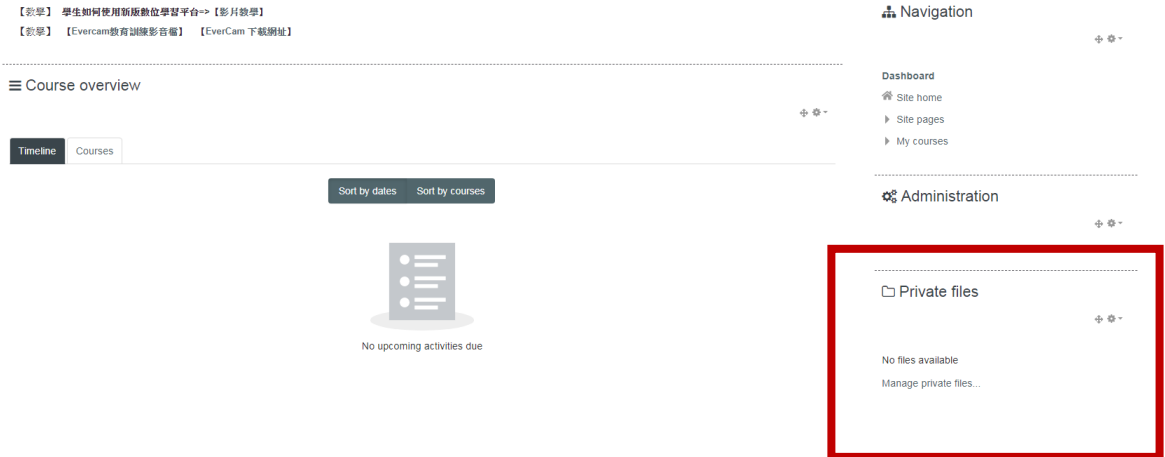 【教學】 學生如何使用新版數位學習平台=>【影片教學】
【教學】 【Evercam教育訓練影音檔】 【EverCam 下載網址】
Course overview
Timeline Courses
Sort by dates Sort by courses
No upcoming activities due
Navigation
Dashboard
Site home
Site pages
My courses
Administration
Private files
No files available
Manage private files...